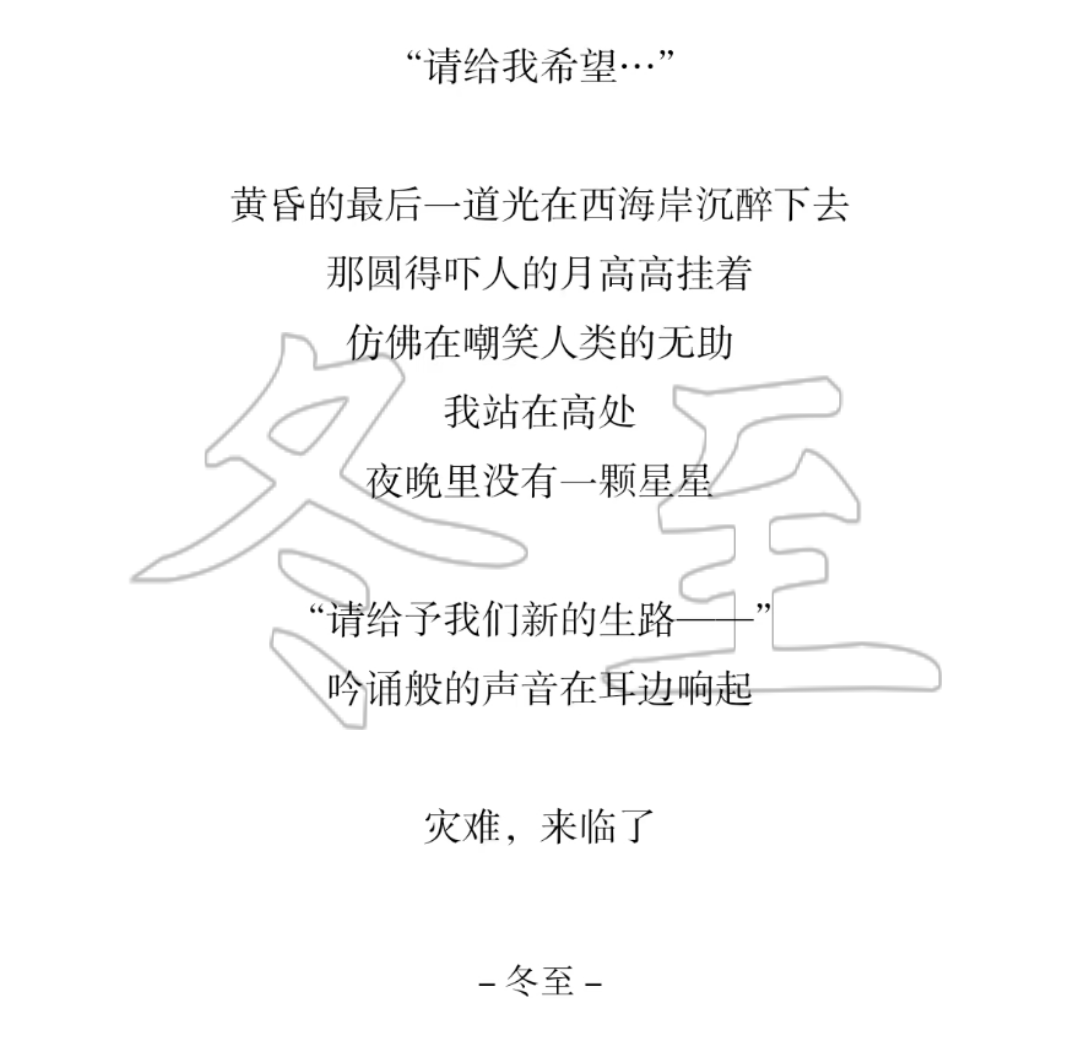 “请给我希望…”
黄昏的最后一道光在西海岸沉醉下去
那圆得吓人的月高高挂着
仿佛在嘲笑人类的无助
我站在高处
夜晚里没有一颗星星
“请给予我们新的生路——”
吟诵般的声音在耳边响起
灾难，来临了
– 冬至 –
冬至